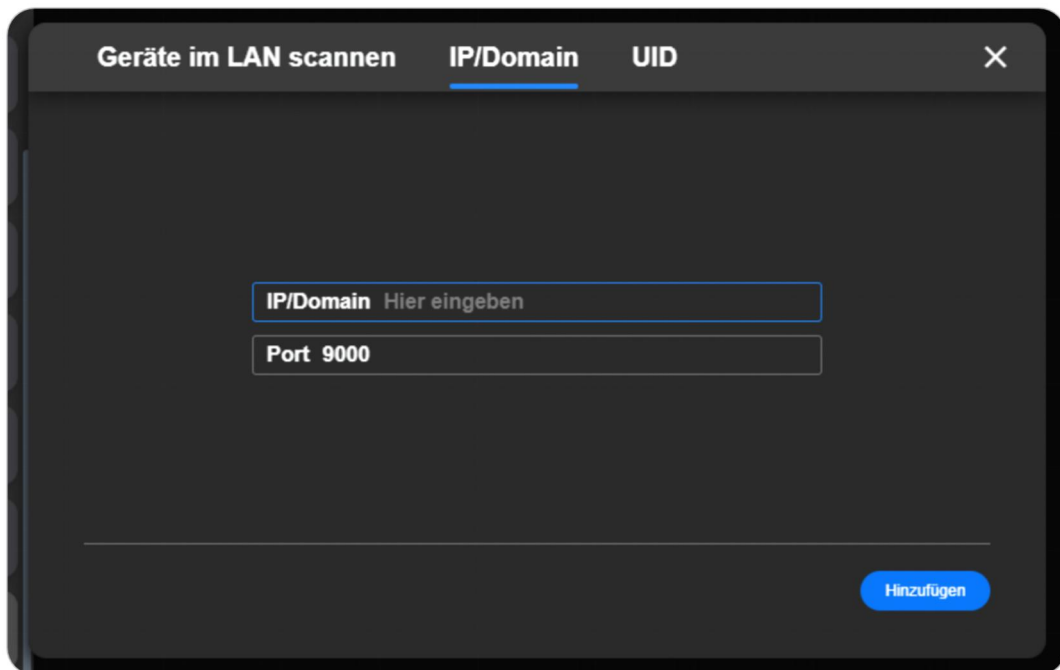 Geräte im LAN scannen IP/Domain UID
IP/Domain Hier eingeben
Port 9000
Hinzufügen